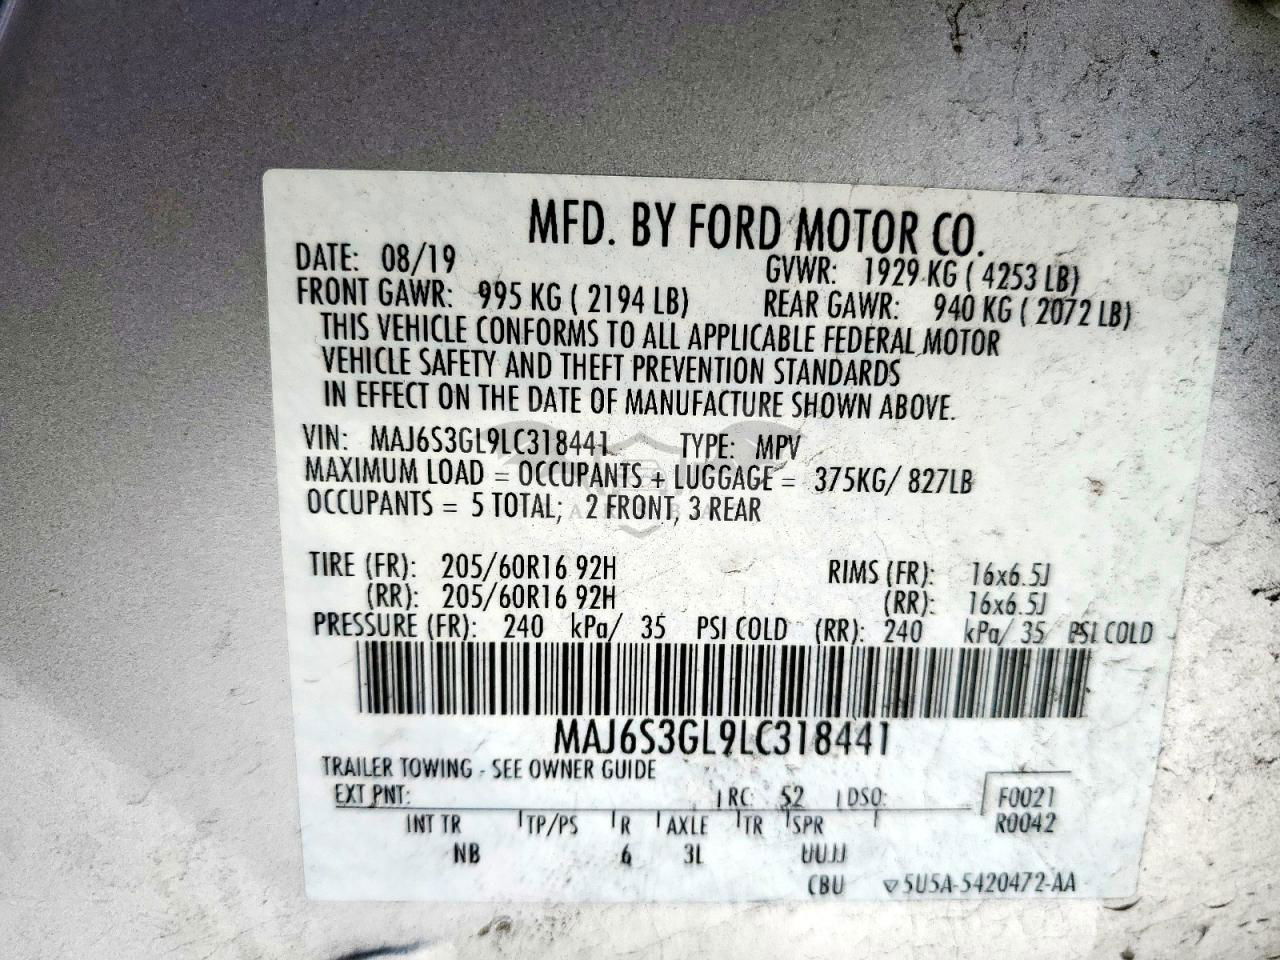 MFD. BY FORD MOTOR CO.
DATE: 08/19 GVWR: 1929 KG ( 4253 LB)
FRONT GAWR: 995 KG ( 2194 LB) REAR GAWR: 940 KG ( 2072 LB)
THIS VEHICLE CONFORMS TO ALL APPLICABLE FEDERAL MOTOR
VEHICLE SAFETY AND THEFT PREVENTION STANDARDS
IN EFFECT ON THE DATE OF MANUFACTURE SHOWN ABOVE.
VIN: MAJ6S3GL9LC318441 TYPE: MPV
MAXIMUM LOAD = OCCUPANTS + LUGGAGE = 375KG/ 827LB
OCCUPANTS = 5 TOTAL; 2 FRONT, 3 REAR
TIRE (FR): 205/60R16 92H RIMS (FR): 16x6.5J
(RR): 205/60R16 92H (RR): 16x6.5J
PRESSURE (FR): 240 kPa/ 35 PSI COLD (RR): 240 kPa/ 35 PSI COLD
MAJ6S3GL9LC318441
TRAILER TOWING - SEE OWNER GUIDE
EXT PNT: RC: 52 DSO: F0021
INT TR TP/PS R AXLE TR SPR R0042
NB 6 3L UUJJ
CBU ▽5U5A-5420472-AA